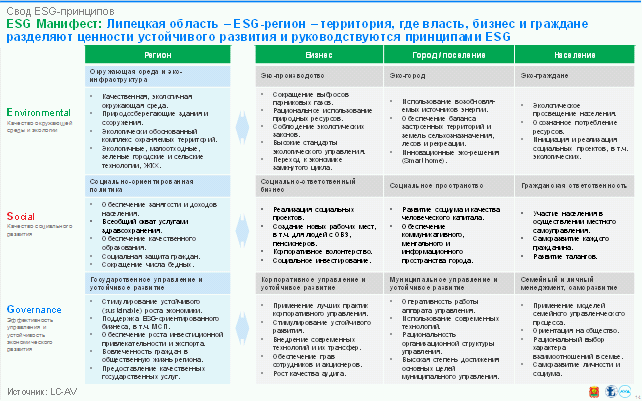 Свод ESG-принципов
ESG Манифест: Липецкая область – ESG-регион – территория, где власть, бизнес и граждане
разделяют ценности устойчивого развития и руководствуются принципами ESG
Регион
Бизнес
Город/поселение
Население
Environmental
Качество окружающей
среды и экологии
Окружающая среда и эко-
инфраструктура
Качественная, экологичная
окружающая среда.
Природосберегающие здания и
сооружения.
Экологически обоснованный
комплекс охраняемых территорий.
Экологичные, малоотходные,
зеленые городские и сельские
технологии, ЖКХ.
Эко-производство
Сокращение выбросов
парниковых газов.
Рациональное использование
природных ресурсов.
Соблюдение экологических
законов.
Высокие стандарты
экологического управления.
Переход к экономике
замкнутого цикла.
Эко-город
Использование возобновля-
емых источников энергии.
Обеспечение баланса
застроенных территорий и
земель сельхозназначения,
лесов и рекреации.
Инновационные эко-решения
(Smart home).
Эко-граждане
Экологическое
просвещение населения.
Осознанное потребление
ресурсов.
Инициация и реализация
социальных проектов, в т.ч.
экологических.
Social
Качество социального
развития
Социально-ориентированная
политика
Обеспечение занятости и доходов
населения.
Всеобщий охват услугами
здравоохранения.
Обеспечение качественного
образования.
Социальная защита граждан.
Сокращение числа бедных.
Социально-ответственный
бизнес
Реализация социальных
проектов.
Создание новых рабочих мест,
в т.ч. для людей с ОВЗ,
пенсионеров.
Корпоративное волонтерство.
Социальное инвестирование.
Социальное пространство
Развитие социума и качества
человеческого капитала.
Обеспечение
коммуникативного,
ментального и
информационного
пространства города.
Гражданская ответственность
Участие населения в
осуществлении местного
самоуправления.
Саморазвитие каждого
гражданина.
Развитие талантов.
Governance
Эффективность
управления и
устойчивость
экономического
развития
Государственное управление и
устойчивое развитие
Стимулирование устойчивого
(sustainable) роста экономики.
Поддержка ESG-ориентированного
бизнеса, в т.ч. МСП.
Обеспечение роста инвестиционной
привлекательности и экспорта.
Вовлеченность граждан в
общественную жизнь региона.
Предоставление качественных
государственных услуг.
Корпоративное управление и
устойчивое развитие
Применение лучших практик
корпоративного управления.
Стимулирование устойчивого
развития.
Внедрение современных
технологий и их трансфер.
Обеспечение прав
сотрудников и акционеров.
Рост качества аудита.
Муниципальное управление и
устойчивое развитие
Оперативность работы
аппарата управления.
Использование современных
технологий.
Рациональность
организационной структуры
управления.
Высокая степень достижения
основных целей
муниципального управления.
Семейный и личный
менеджмент, саморазвитие
Применение моделей
семейного управленческого
процесса.
Ориентация на общество.
Рациональный выбор
характера
взаимоотношений в семье.
Саморазвитие личности и
социума.
Источник: LC-AV